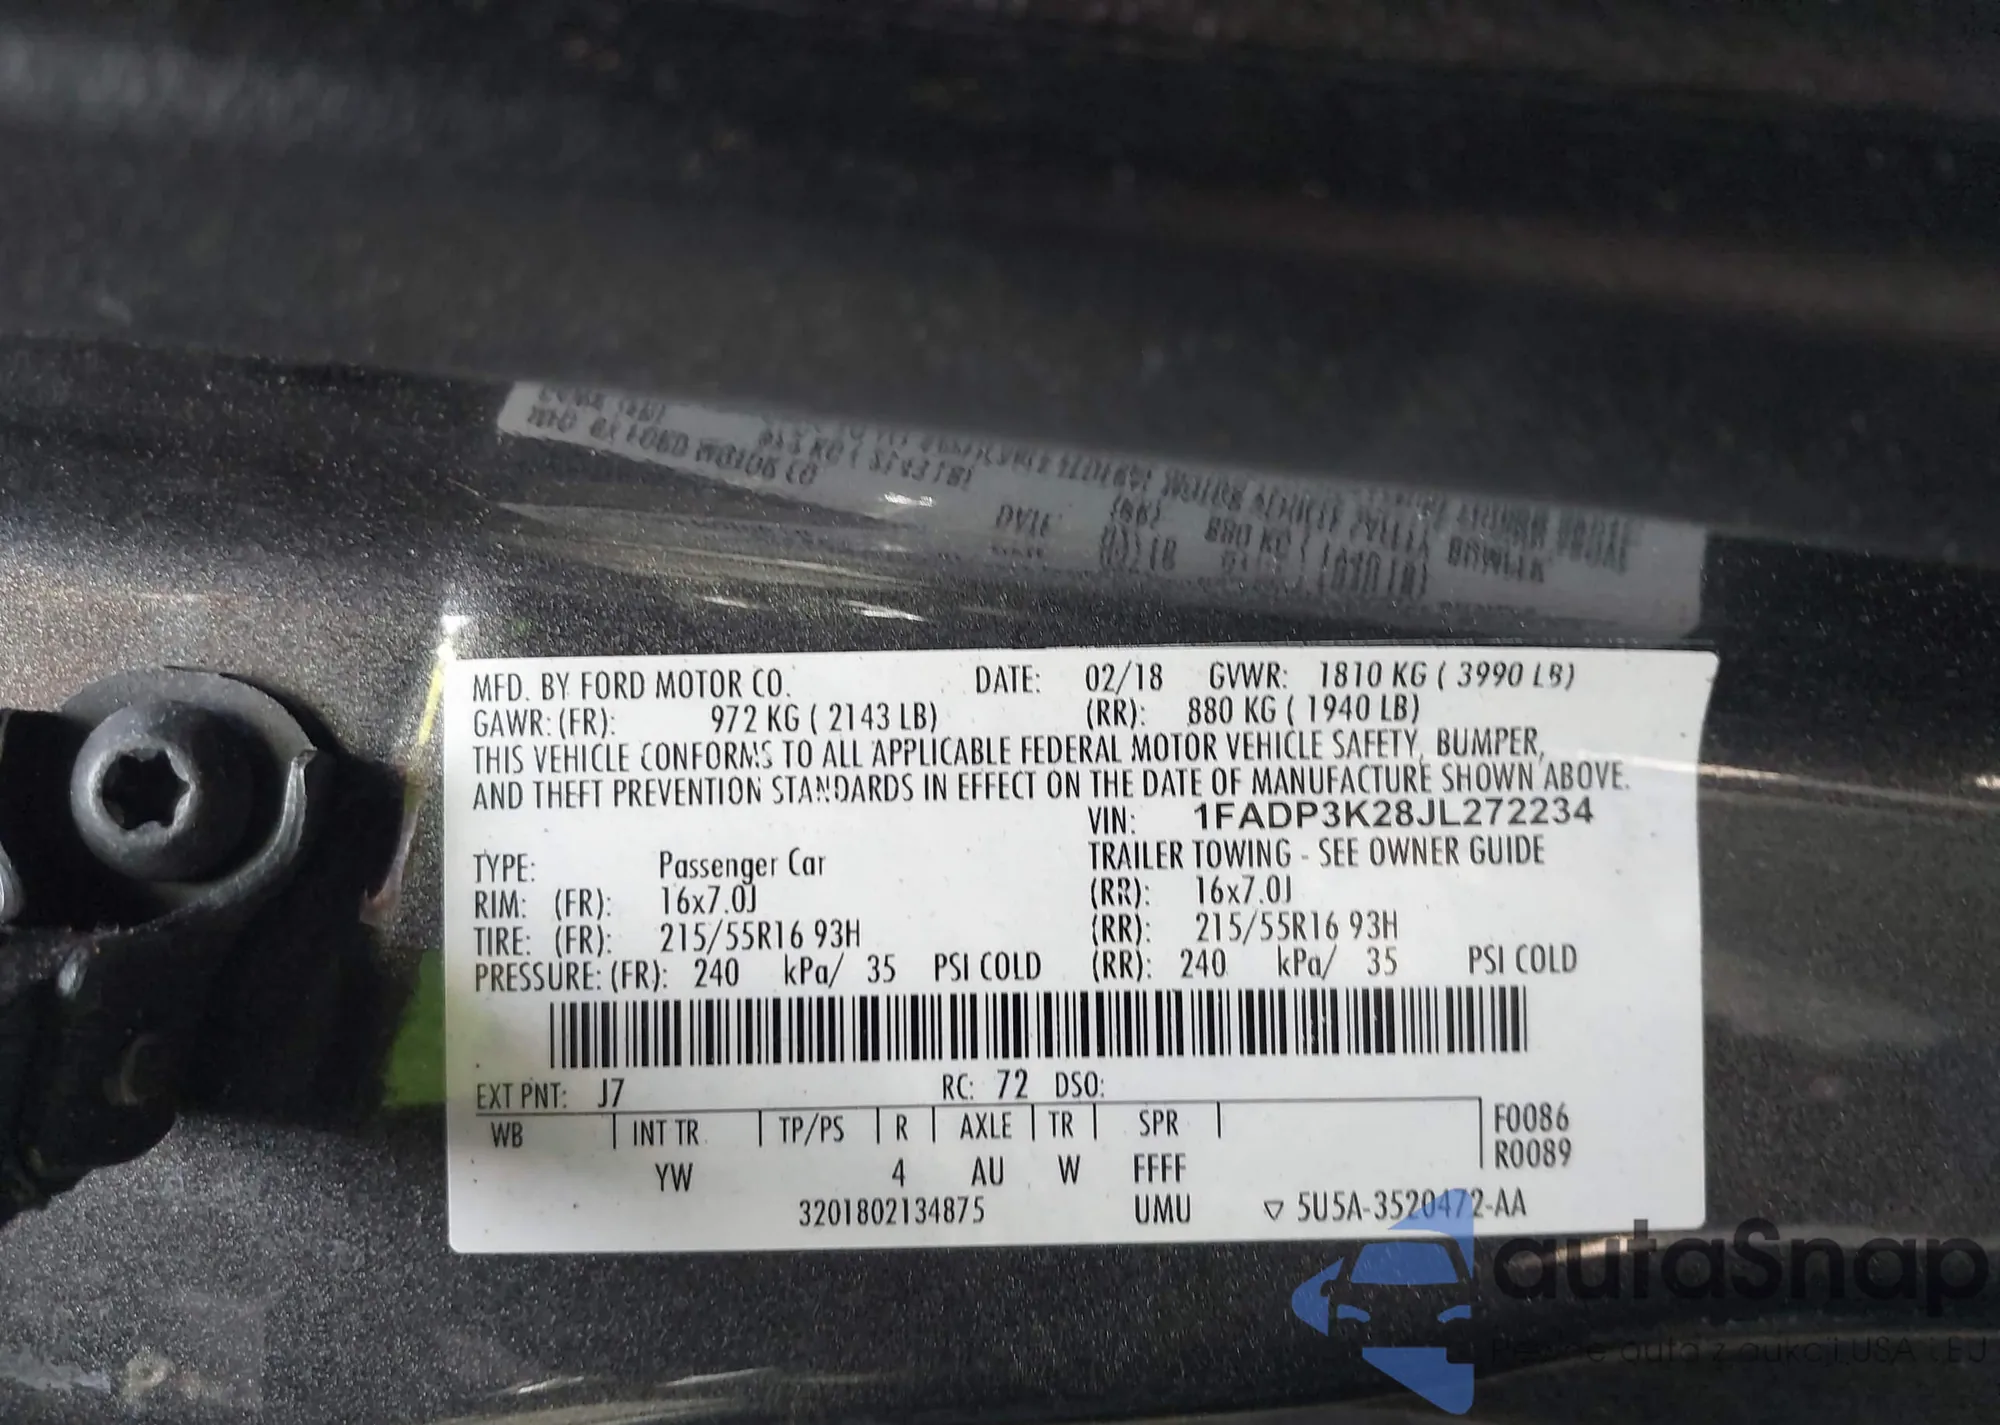 MFD. BY FORD MOTOR CO. DATE: 02/18 GVWR: 1810 KG ( 3990 LB)
GAWR: (FR): 972 KG ( 2143 LB) (RR): 880 KG ( 1940 LB)
THIS VEHICLE CONFORMS TO ALL APPLICABLE FEDERAL MOTOR VEHICLE SAFETY, BUMPER,
AND THEFT PREVENTION STANDARDS IN EFFECT ON THE DATE OF MANUFACTURE SHOWN ABOVE.
VIN: 1FADP3K28JL272234
TYPE: Passenger Car TRAILER TOWING - SEE OWNER GUIDE
RIM: (FR): 16x7.0J (RR): 16x7.0J
TIRE: (FR): 215/55R16 93H (RR): 215/55R16 93H
PRESSURE: (FR): 240 kPa/ 35 PSI COLD (RR): 240 kPa/ 35 PSI COLD
EXT PNT: J7 RC: 72 DSO:
WB INT TR TP/PS R AXLE TR SPR F0086
R0089
YW 4 AU W FFFF
3201802134875 UMU ▽ 5U5A-3520472-AA
autaSnap
auta z aukcji USA i EU